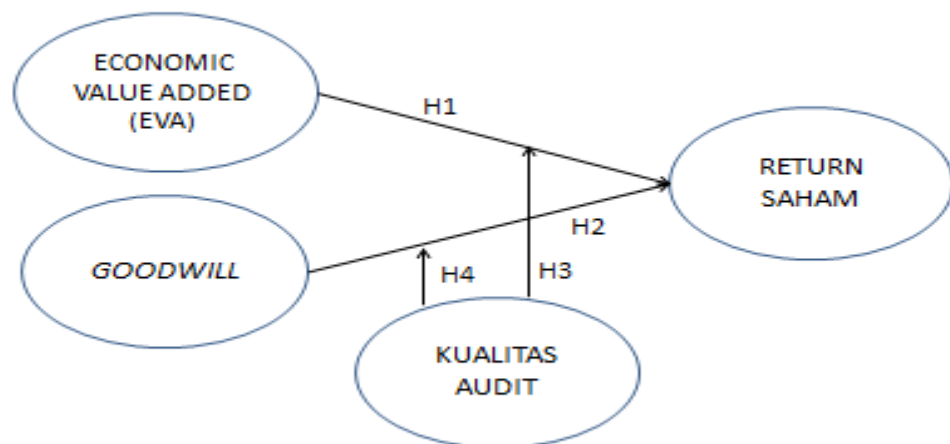 ECONOMIC
VALUE ADDED
(EVA)
H1
RETURN
SAHAM
H2
GOODWILL
H4
H3
KUALITAS
AUDIT